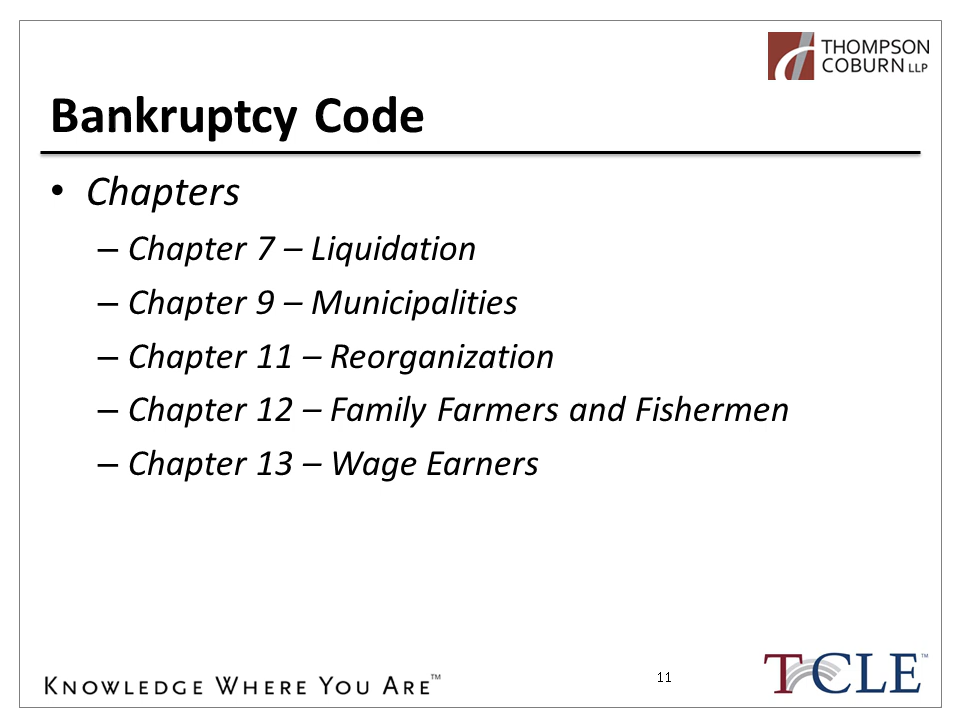 THOMPSON
COBURN LLP
Bankruptcy Code
• Chapters
– Chapter 7 – Liquidation
– Chapter 9 – Municipalities
– Chapter 11 – Reorganization
– Chapter 12 – Family Farmers and Fishermen
– Chapter 13 – Wage Earners
KNOWLEDGE WHERE YOU ARE™
11
TCLE™